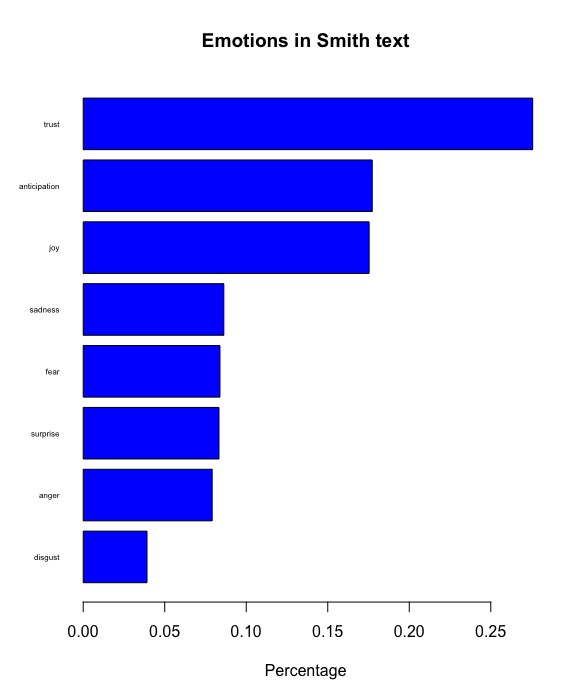 Emotions in Smith text
trust
anticipation
joy
sadness
fear
surprise
anger
disgust
0.00 0.05 0.10 0.15 0.20 0.25
Percentage